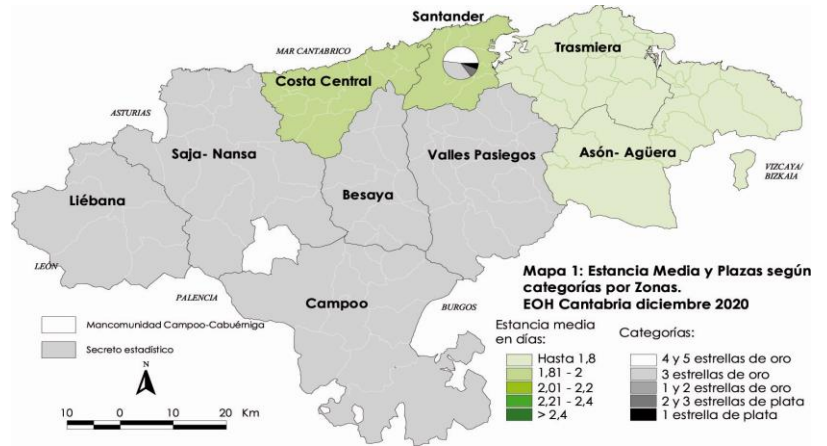 Santander
MAR CANTABRICO
Trasmiera
Costa Central
ASTURIAS
Saja- Nansa
Valles Pasiegos
Asón- Agüera
VIZCAYA/
BIZKAIA
Liébana
Besaya
LEÓN
PALENCIA
Campoo
BURGOS
Mapa 1: Estancia Media y Plazas según
categorías por Zonas.
EOH Cantabria diciembre 2020
Mancomunidad Campoo-Cabuérniga
Secreto estadístico
N
10 0 10 20 Km
Estancia media
en días:
Hasta 1,8
1,81 - 2
2,01 - 2,2
2,21 - 2,4
> 2,4
Categorías:
4 y 5 estrellas de oro
3 estrellas de oro
1 y 2 estrellas de oro
2 y 3 estrellas de plata
1 estrella de plata